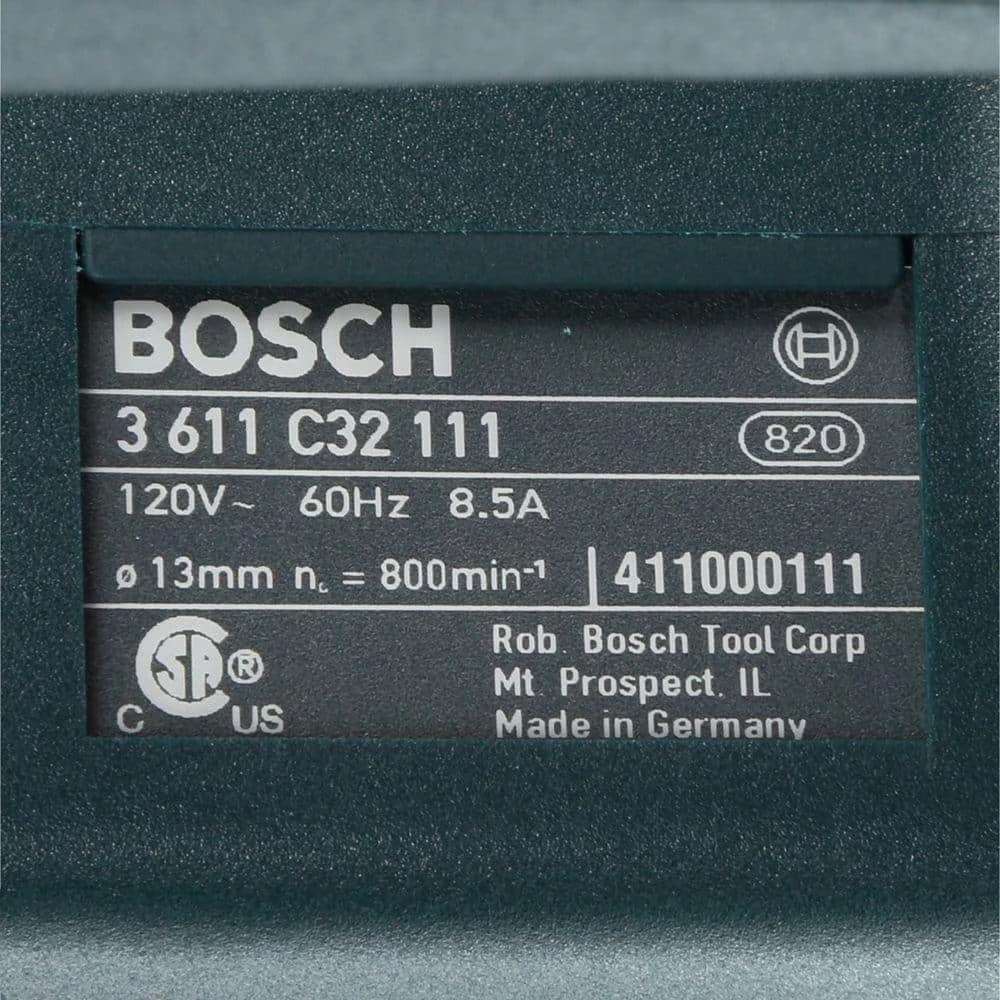 BOSCH
3 611 C32 111
820
120V~ 60Hz 8.5A
ø 13mm n꜀ = 800min⁻¹
411000111
SA ®
C US
Rob. Bosch Tool Corp
Mt. Prospect. IL
Made in Germany